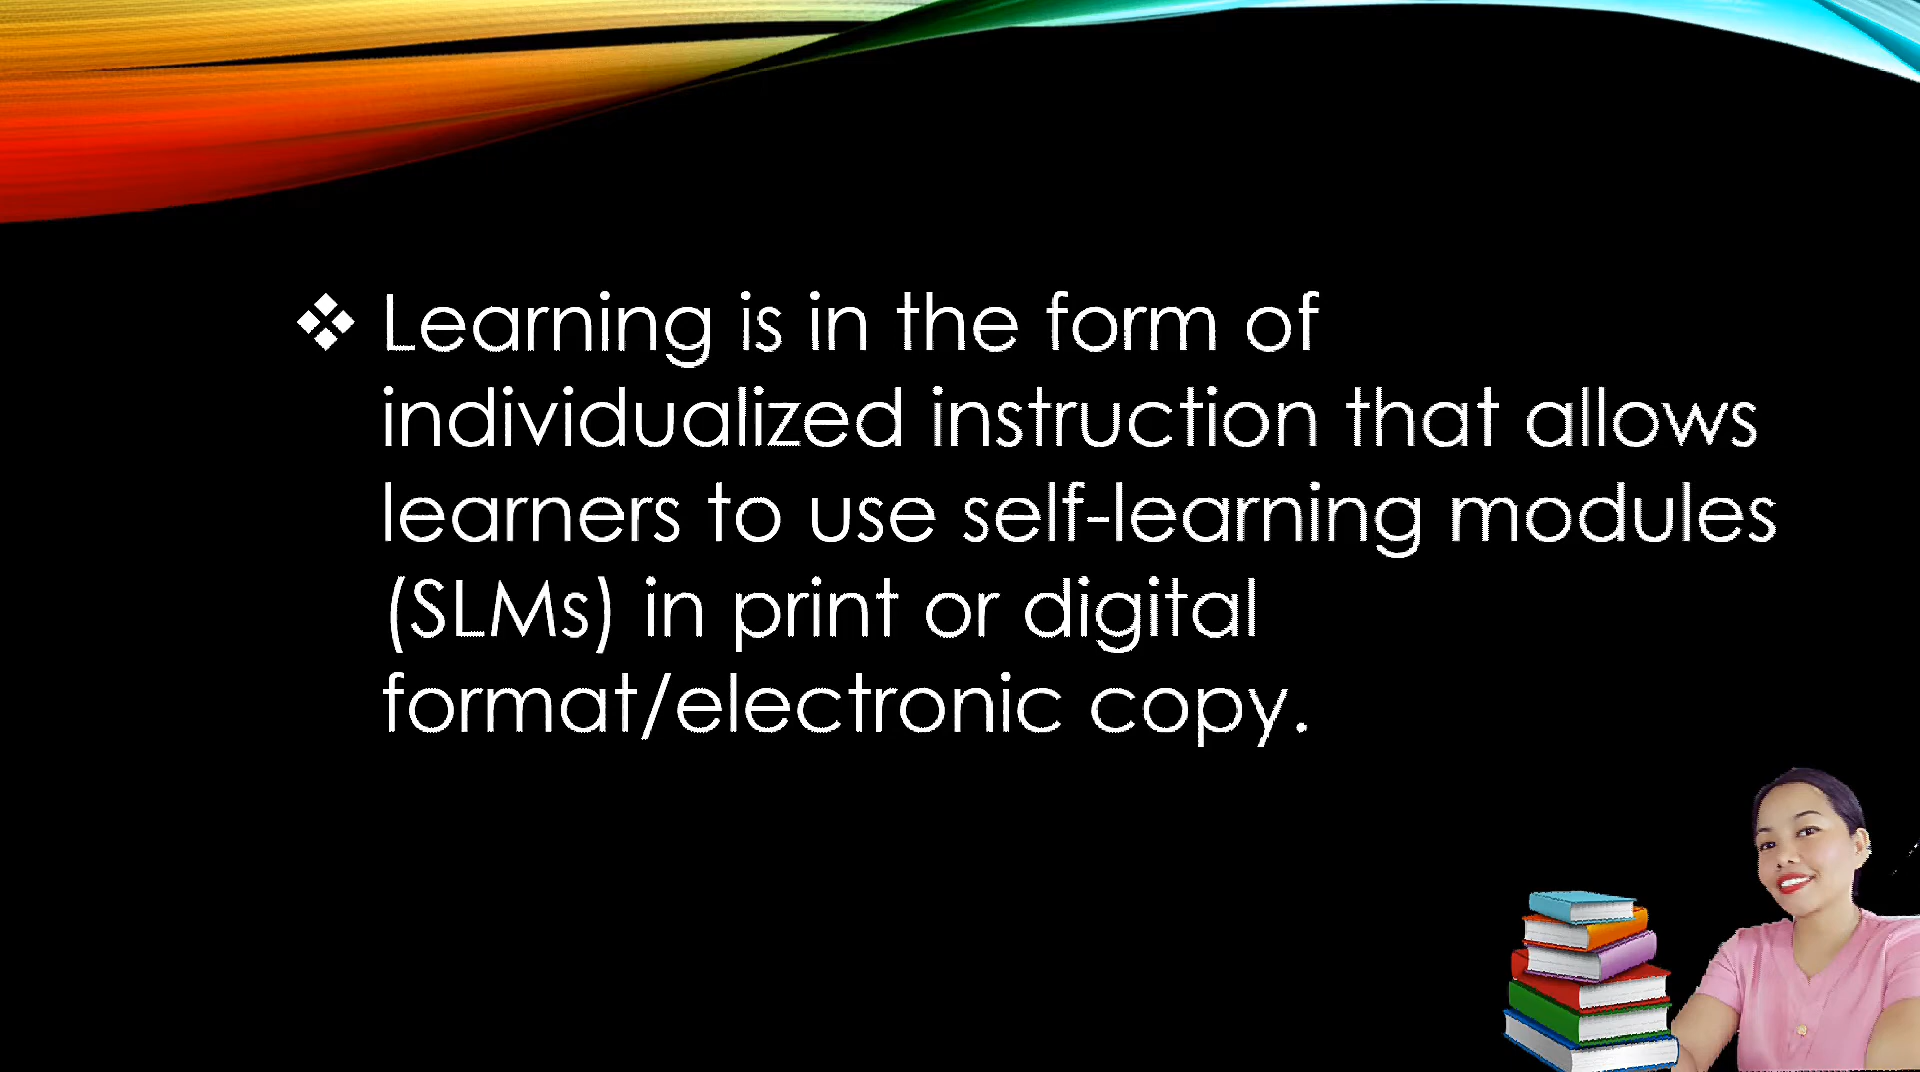 ❖ Learning is in the form of
individualized instruction that allows
learners to use self-learning modules
(SLMs) in print or digital
format/electronic copy.